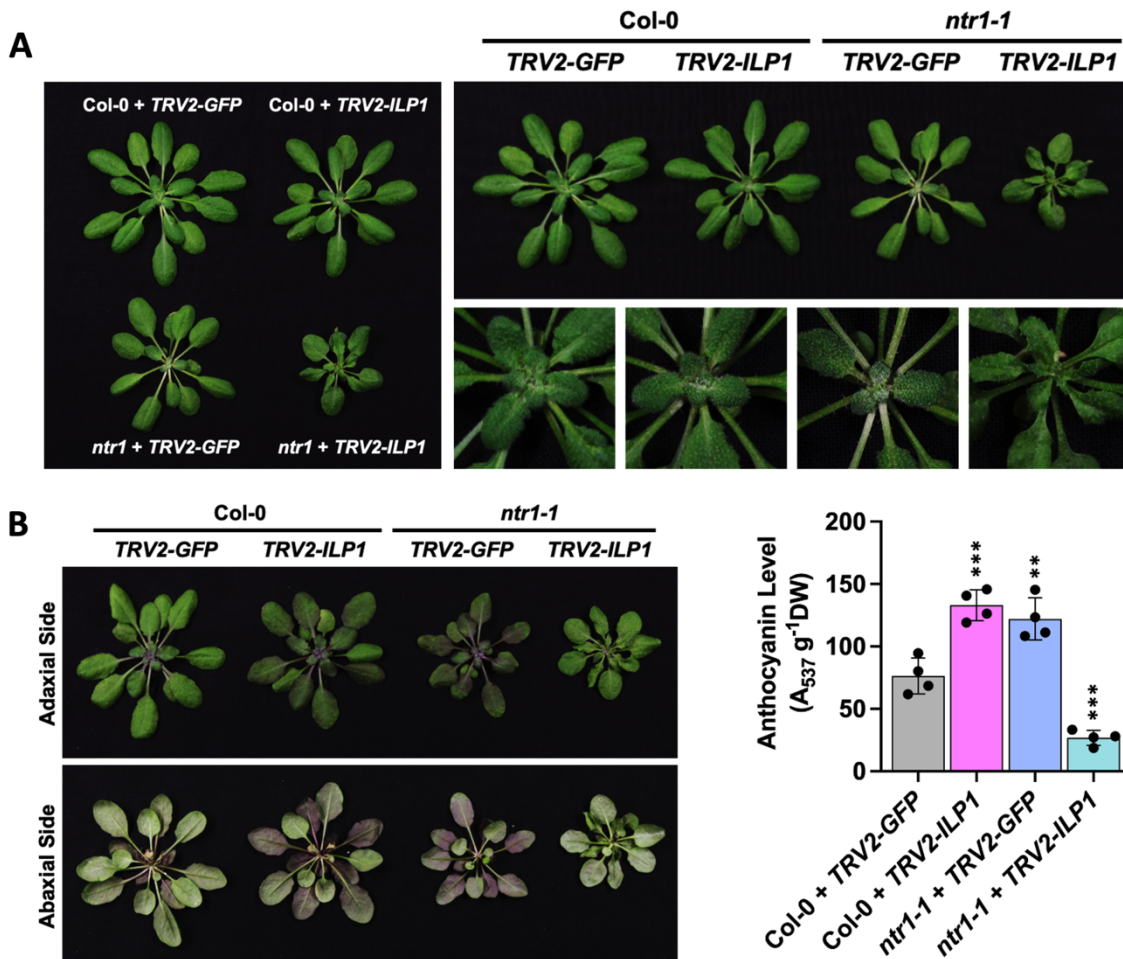 A
Col-0 + TRV2-GFP Col-0 + TRV2-ILP1
ntr1 + TRV2-GFP ntr1 + TRV2-ILP1
Col-0 ntr1-1
TRV2-GFP TRV2-ILP1 TRV2-GFP TRV2-ILP1
B
Col-0 ntr1-1
TRV2-GFP TRV2-ILP1 TRV2-GFP TRV2-ILP1
Adaxial Side
Abaxial Side
Anthocyanin Level
(A537 g-1DW)
200
150
100
50
0
***
**
***
Col-0 + TRV2-GFP
Col-0 + TRV2-ILP1
ntr1-1 + TRV2-GFP
ntr1-1 + TRV2-ILP1